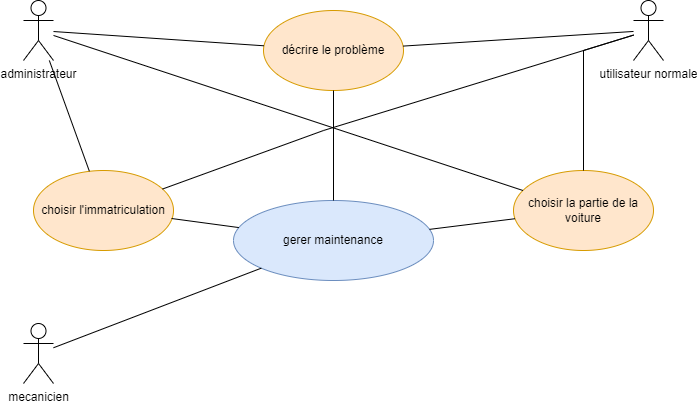 décrire le problème
administrateur
utilisateur normale
choisir l'immatriculation
choisir la partie de la
voiture
gerer maintenance
mecanicien